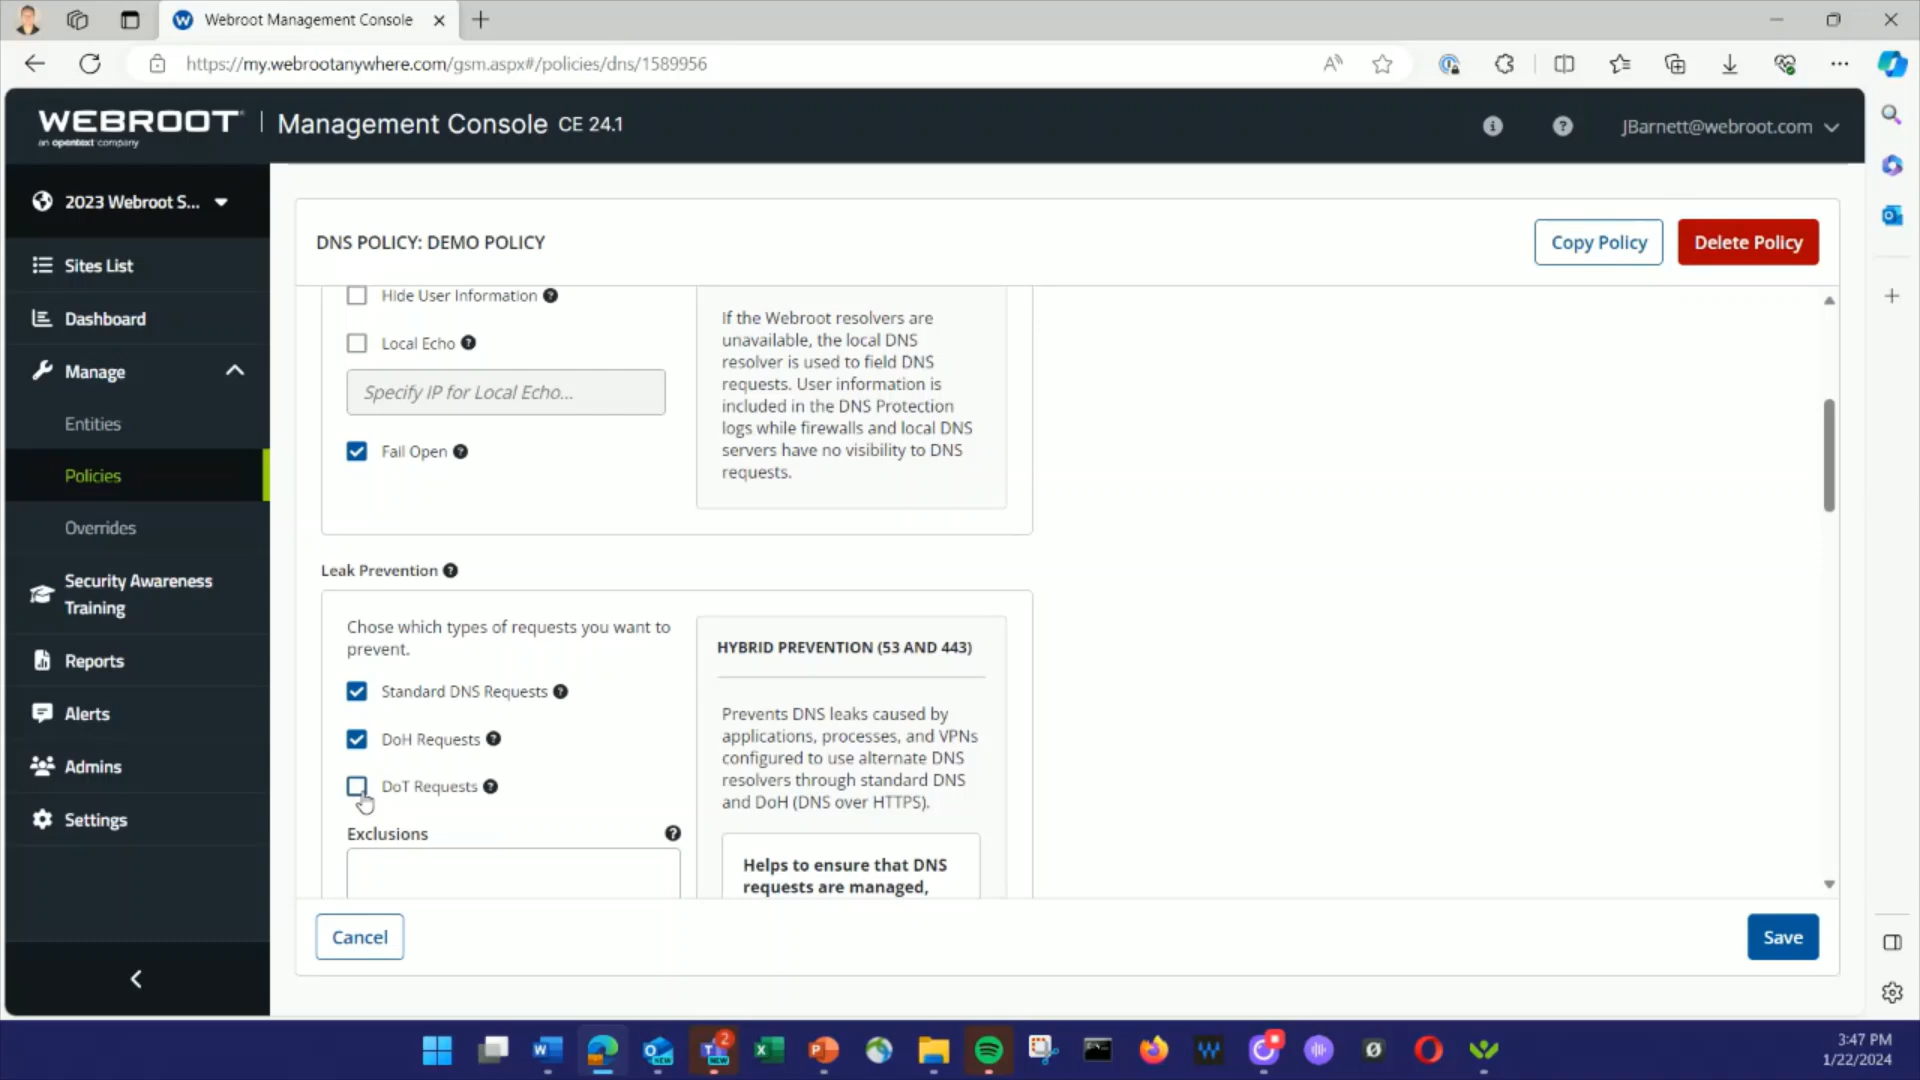 Webroot Management Console
https://my.webrootanywhere.com/gsm.aspx#/policies/dns/1589956
WEBROOT
an opentext company
Management Console CE 24.1
JBarnett@webroot.com
2023 Webroot S...
Sites List
Dashboard
Manage
Entities
Policies
Overrides
Security Awareness
Training
Reports
Alerts
Admins
Settings
DNS POLICY: DEMO POLICY
Copy Policy
Delete Policy
Hide User Information
Local Echo
Specify IP for Local Echo...
Fail Open
If the Webroot resolvers are
unavailable, the local DNS
resolver is used to field DNS
requests. User information is
included in the DNS Protection
logs while firewalls and local DNS
servers have no visibility to DNS
requests.
Leak Prevention
Chose which types of requests you want to
prevent.
Standard DNS Requests
DoH Requests
DoT Requests
Exclusions
HYBRID PREVENTION (53 AND 443)
Prevents DNS leaks caused by
applications, processes, and VPNs
configured to use alternate DNS
resolvers through standard DNS
and DoH (DNS over HTTPS).
Helps to ensure that DNS
requests are managed,
Cancel
Save
3:47 PM
1/22/2024